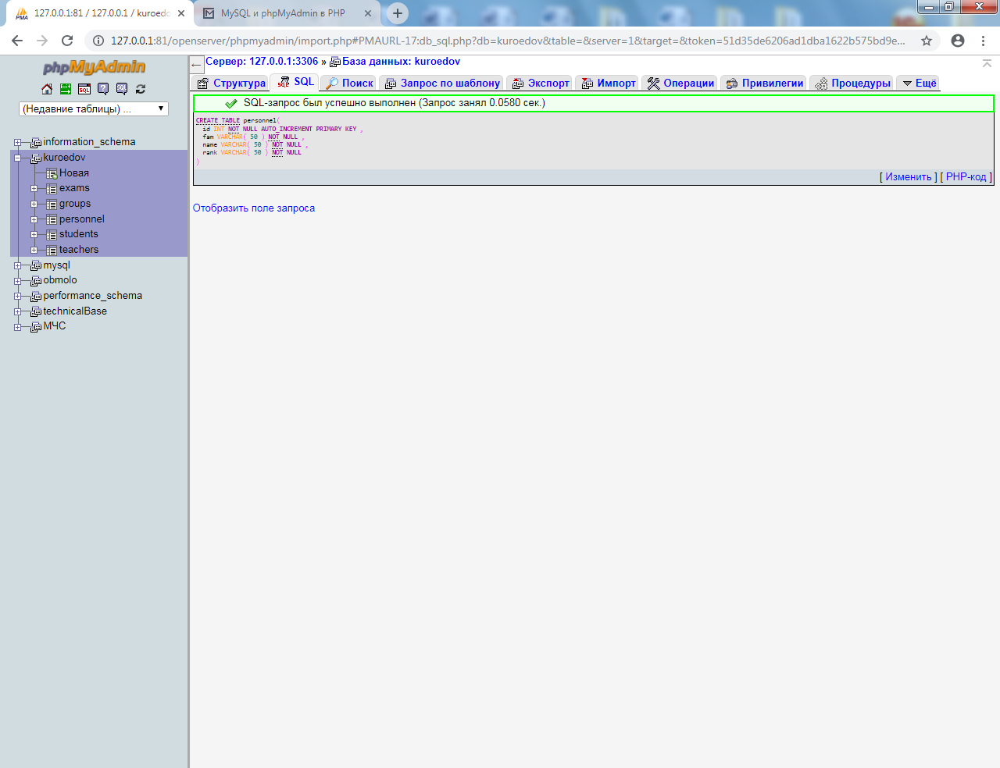 127.0.0.1:81 / 127.0.0.1 / kuroedo
MySQL и phpMyAdmin в PHP
127.0.0.1:81/openserver/phpmyadmin/import.php#PMAURL-17:db_sql.php?db=kuroedov&table=&server=1&target=&token=51d35de6206ad1dba1622b575bd9e...
phpMyAdmin
(Недавние таблицы) ...
information_schema
kuroedov
Новая
exams
groups
personnel
students
teachers
mysql
obmolo
performance_schema
technicalBase
МЧС
Сервер: 127.0.0.1:3306 » База данных: kuroedov
Структура SQL Поиск Запрос по шаблону Экспорт Импорт Операции Привилегии Процедуры Ещё
SQL-запрос был успешно выполнен (Запрос занял 0.0580 сек.)
CREATE TABLE personnel(
id INT NOT NULL AUTO_INCREMENT PRIMARY KEY ,
fam VARCHAR( 50 ) NOT NULL ,
name VARCHAR( 50 ) NOT NULL ,
rank VARCHAR( 50 ) NOT NULL
)
[ Изменить ] [ PHP-код ]
Отобразить поле запроса